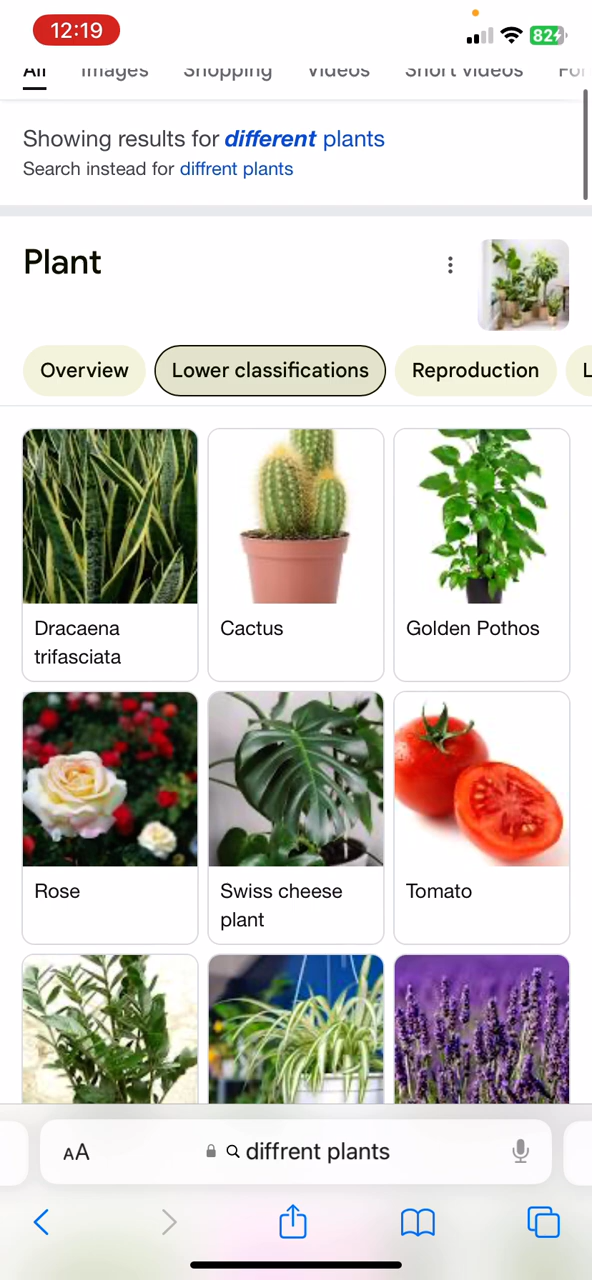 12:19
82
All Images Shopping Videos Short videos
Showing results for different plants
Search instead for diffrent plants
Plant
Overview Lower classifications Reproduction L
Dracaena
trifasciata
Cactus
Golden Pothos
Rose
Swiss cheese
plant
Tomato
AA diffrent plants